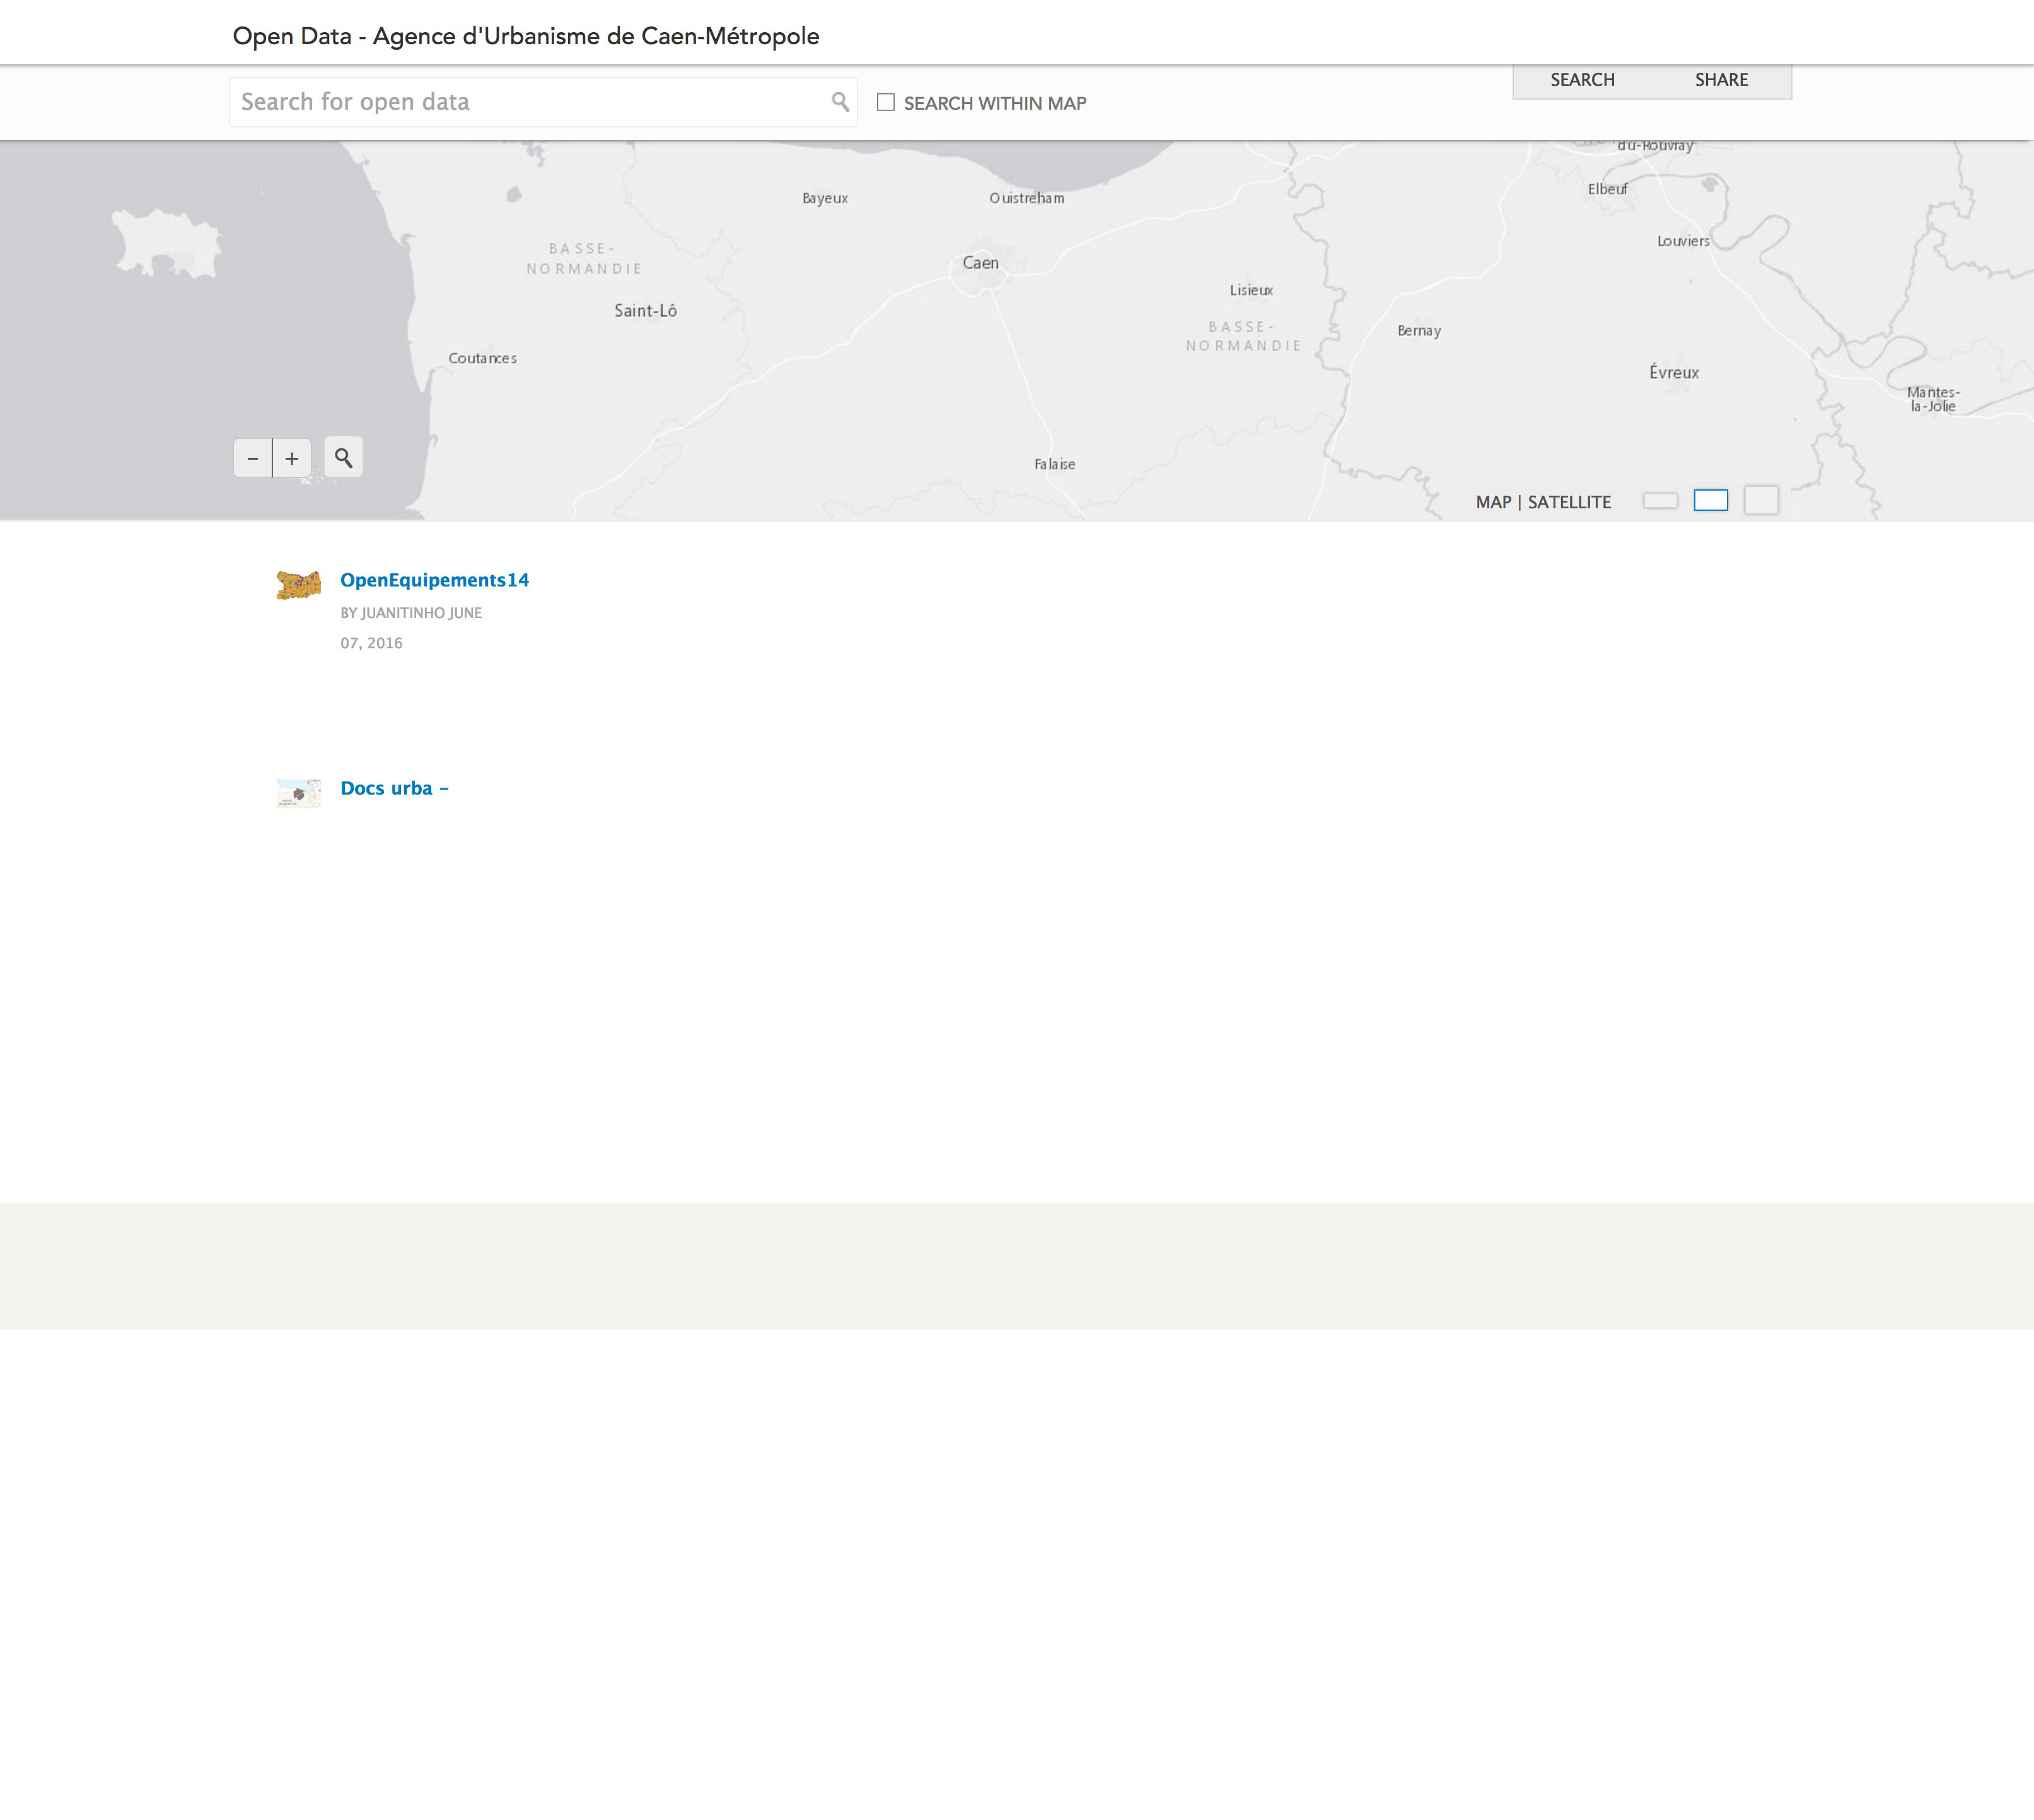 Open Data - Agence d'Urbanisme de Caen-Métropole
Search for open data
SEARCH WITHIN MAP
SEARCH SHARE
du-Rouvray
Elbeuf
Bayeux
Ouistreham
Louviers
BASSE-
NORMANDIE
Caen
Lisieux
Saint-Lô
BASSE-
NORMANDIE
Bernay
Coutances
Évreux
Mantes-
la-Jolie
− +
Falaise
MAP | SATELLITE
OpenEquipements14
BY JUANITINHO JUNE
07, 2016
Docs urba –